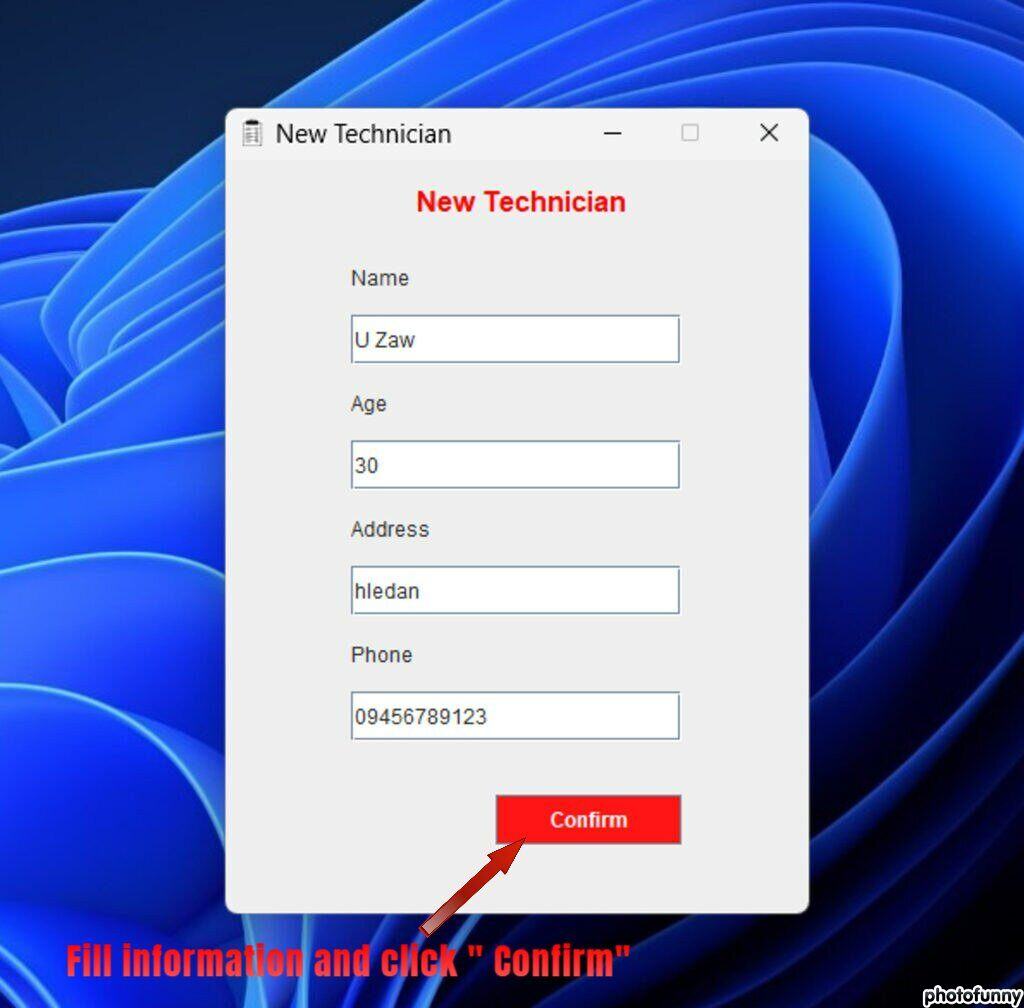 New Technician
New Technician
Name
U Zaw
Age
30
Address
hledan
Phone
09456789123
Confirm
Fill information and click " Confirm"
photofunny